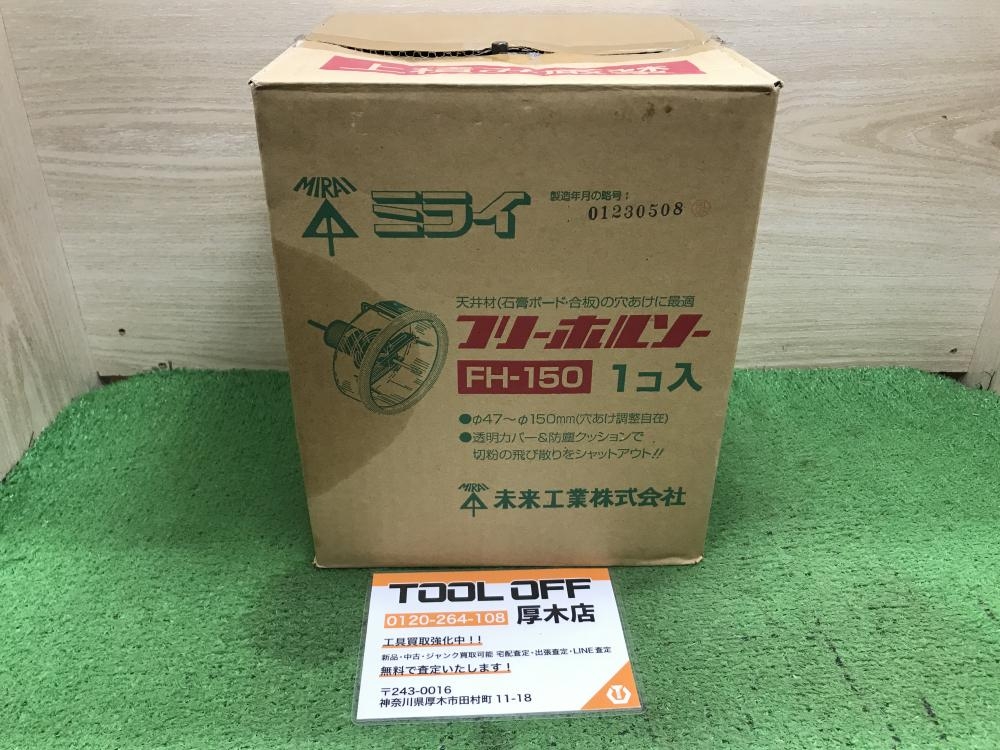 上積み厳禁
MIRAI
ミライ
製造年月の略号:
01230508
天井材(石膏ボード・合板)の穴あけに最適
フリーホルソー
FH-150 1コ入
●φ47〜φ150mm(穴あけ調整自在)
●透明カバー&防塵クッションで
切粉の飛び散りをシャットアウト!!
MIRAI
未来工業株式会社
TOOL OFF
0120-264-108 厚木店
工具買取強化中!!
新品・中古・ジャンク買取可能 宅配査定・出張査定・LINE査定
無料で査定いたします!
〒243-0016
神奈川県厚木市田村町 11-18